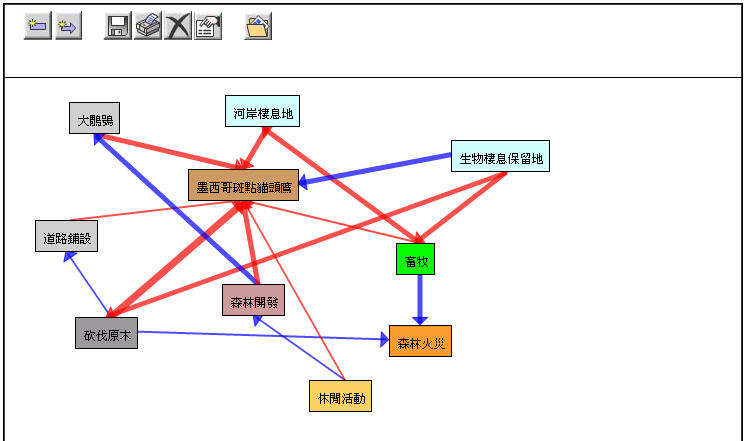 大鵰鴞
河岸棲息地
生物棲息保留地
墨西哥斑點貓頭鷹
道路鋪設
畜牧
森林開發
砍伐原木
森林火災
休閒活動